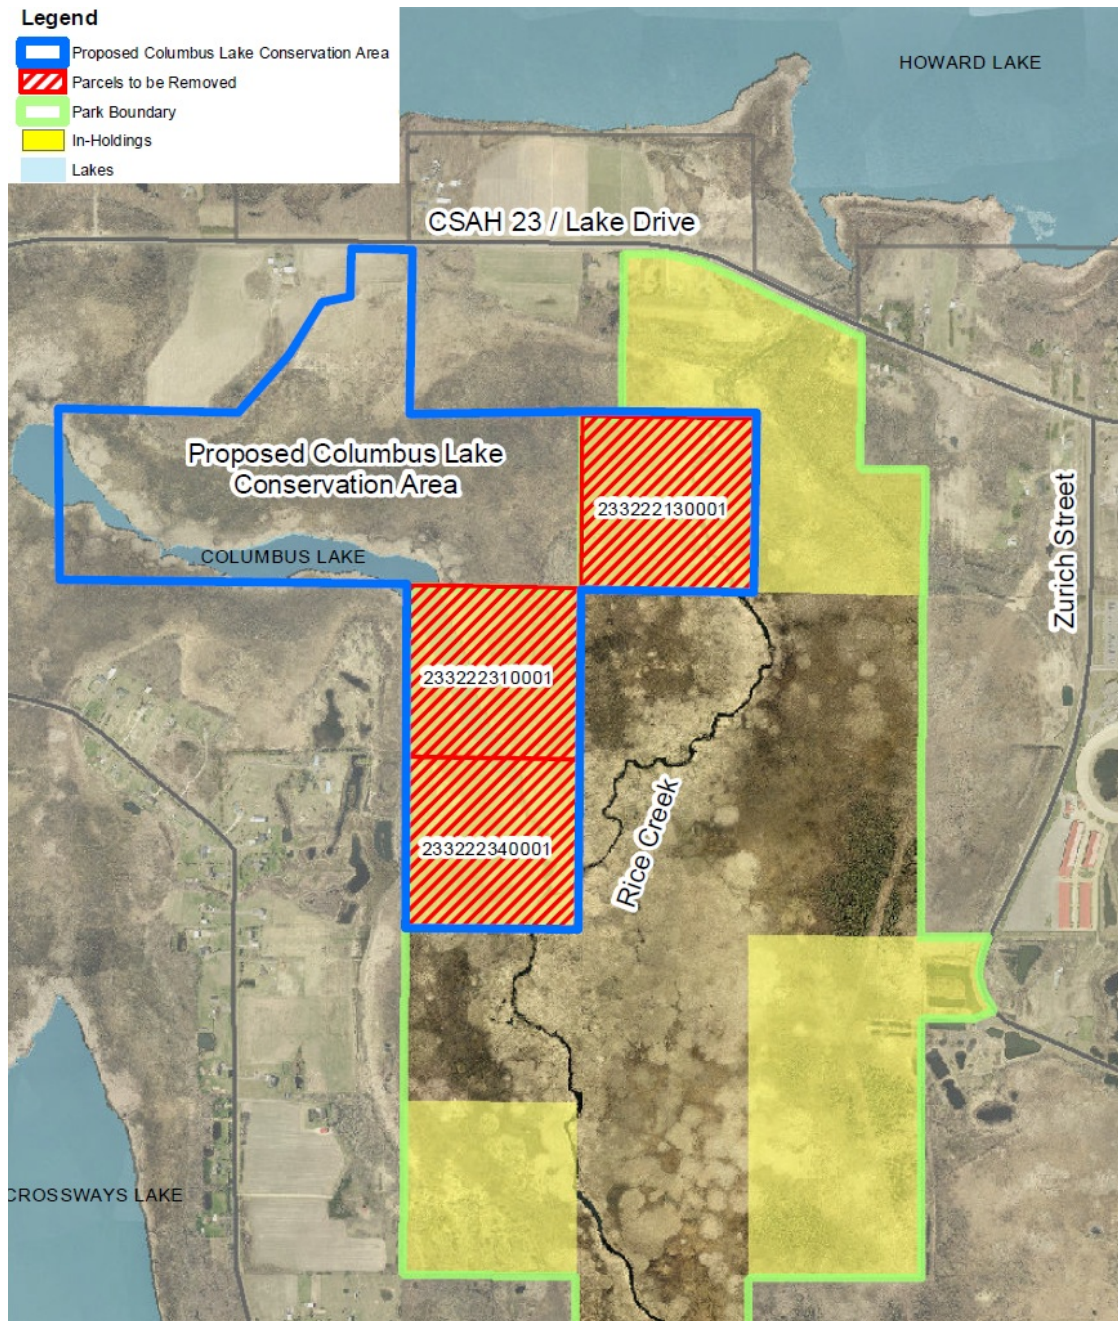 Legend
Proposed Columbus Lake Conservation Area
Parcels to be Removed
Park Boundary
In-Holdings
Lakes
HOWARD LAKE
CSAH 23 / Lake Drive
Proposed Columbus Lake
Conservation Area
233222130001
COLUMBUS LAKE
Zurich Street
233222310001
Rice Creek
233222340001
CROSSWAYS LAKE